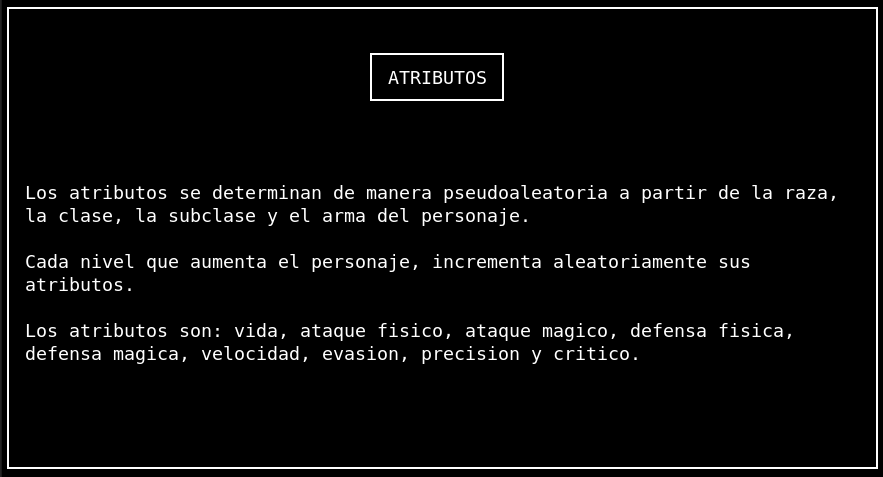 ATRIBUTOS
Los atributos se determinan de manera pseudoaleatoria a partir de la raza,
la clase, la subclase y el arma del personaje.
Cada nivel que aumenta el personaje, incrementa aleatoriamente sus
atributos.
Los atributos son: vida, ataque fisico, ataque magico, defensa fisica,
defensa magica, velocidad, evasion, precision y critico.